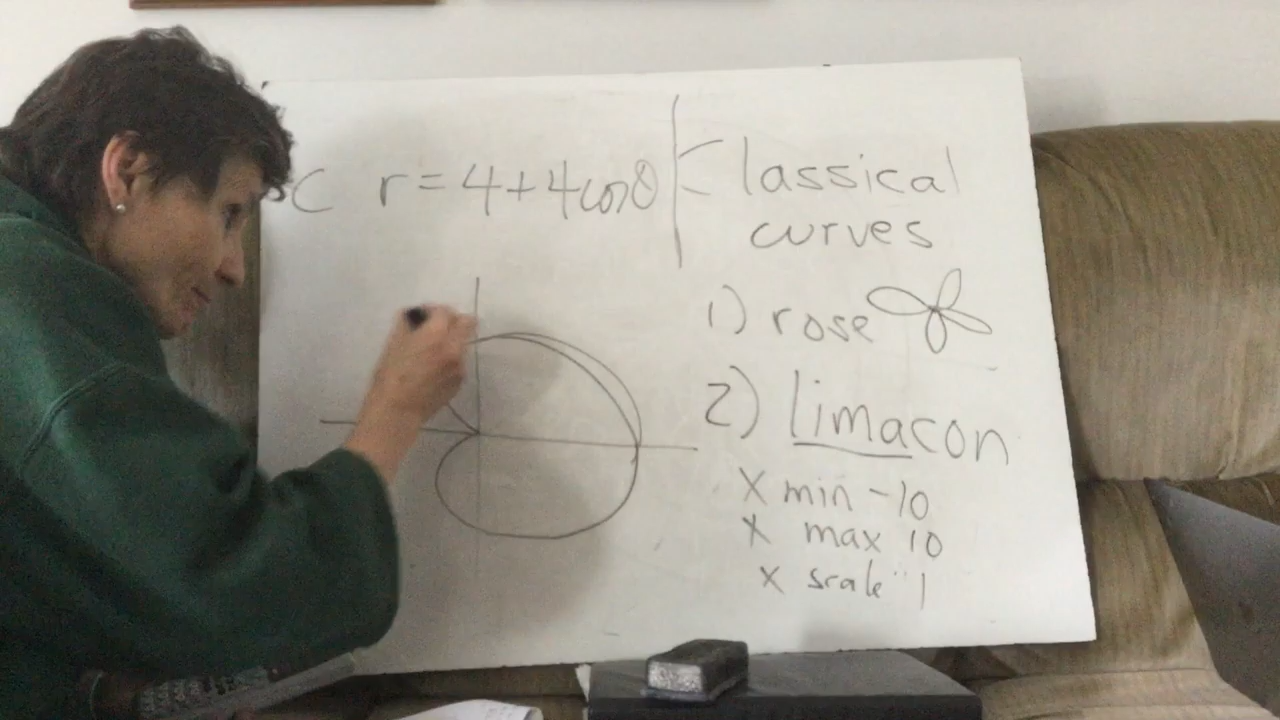 C r=4+4cosθ
Classical
curves
1) rose
2) limacon
X min -10
X max 10
X scale 1